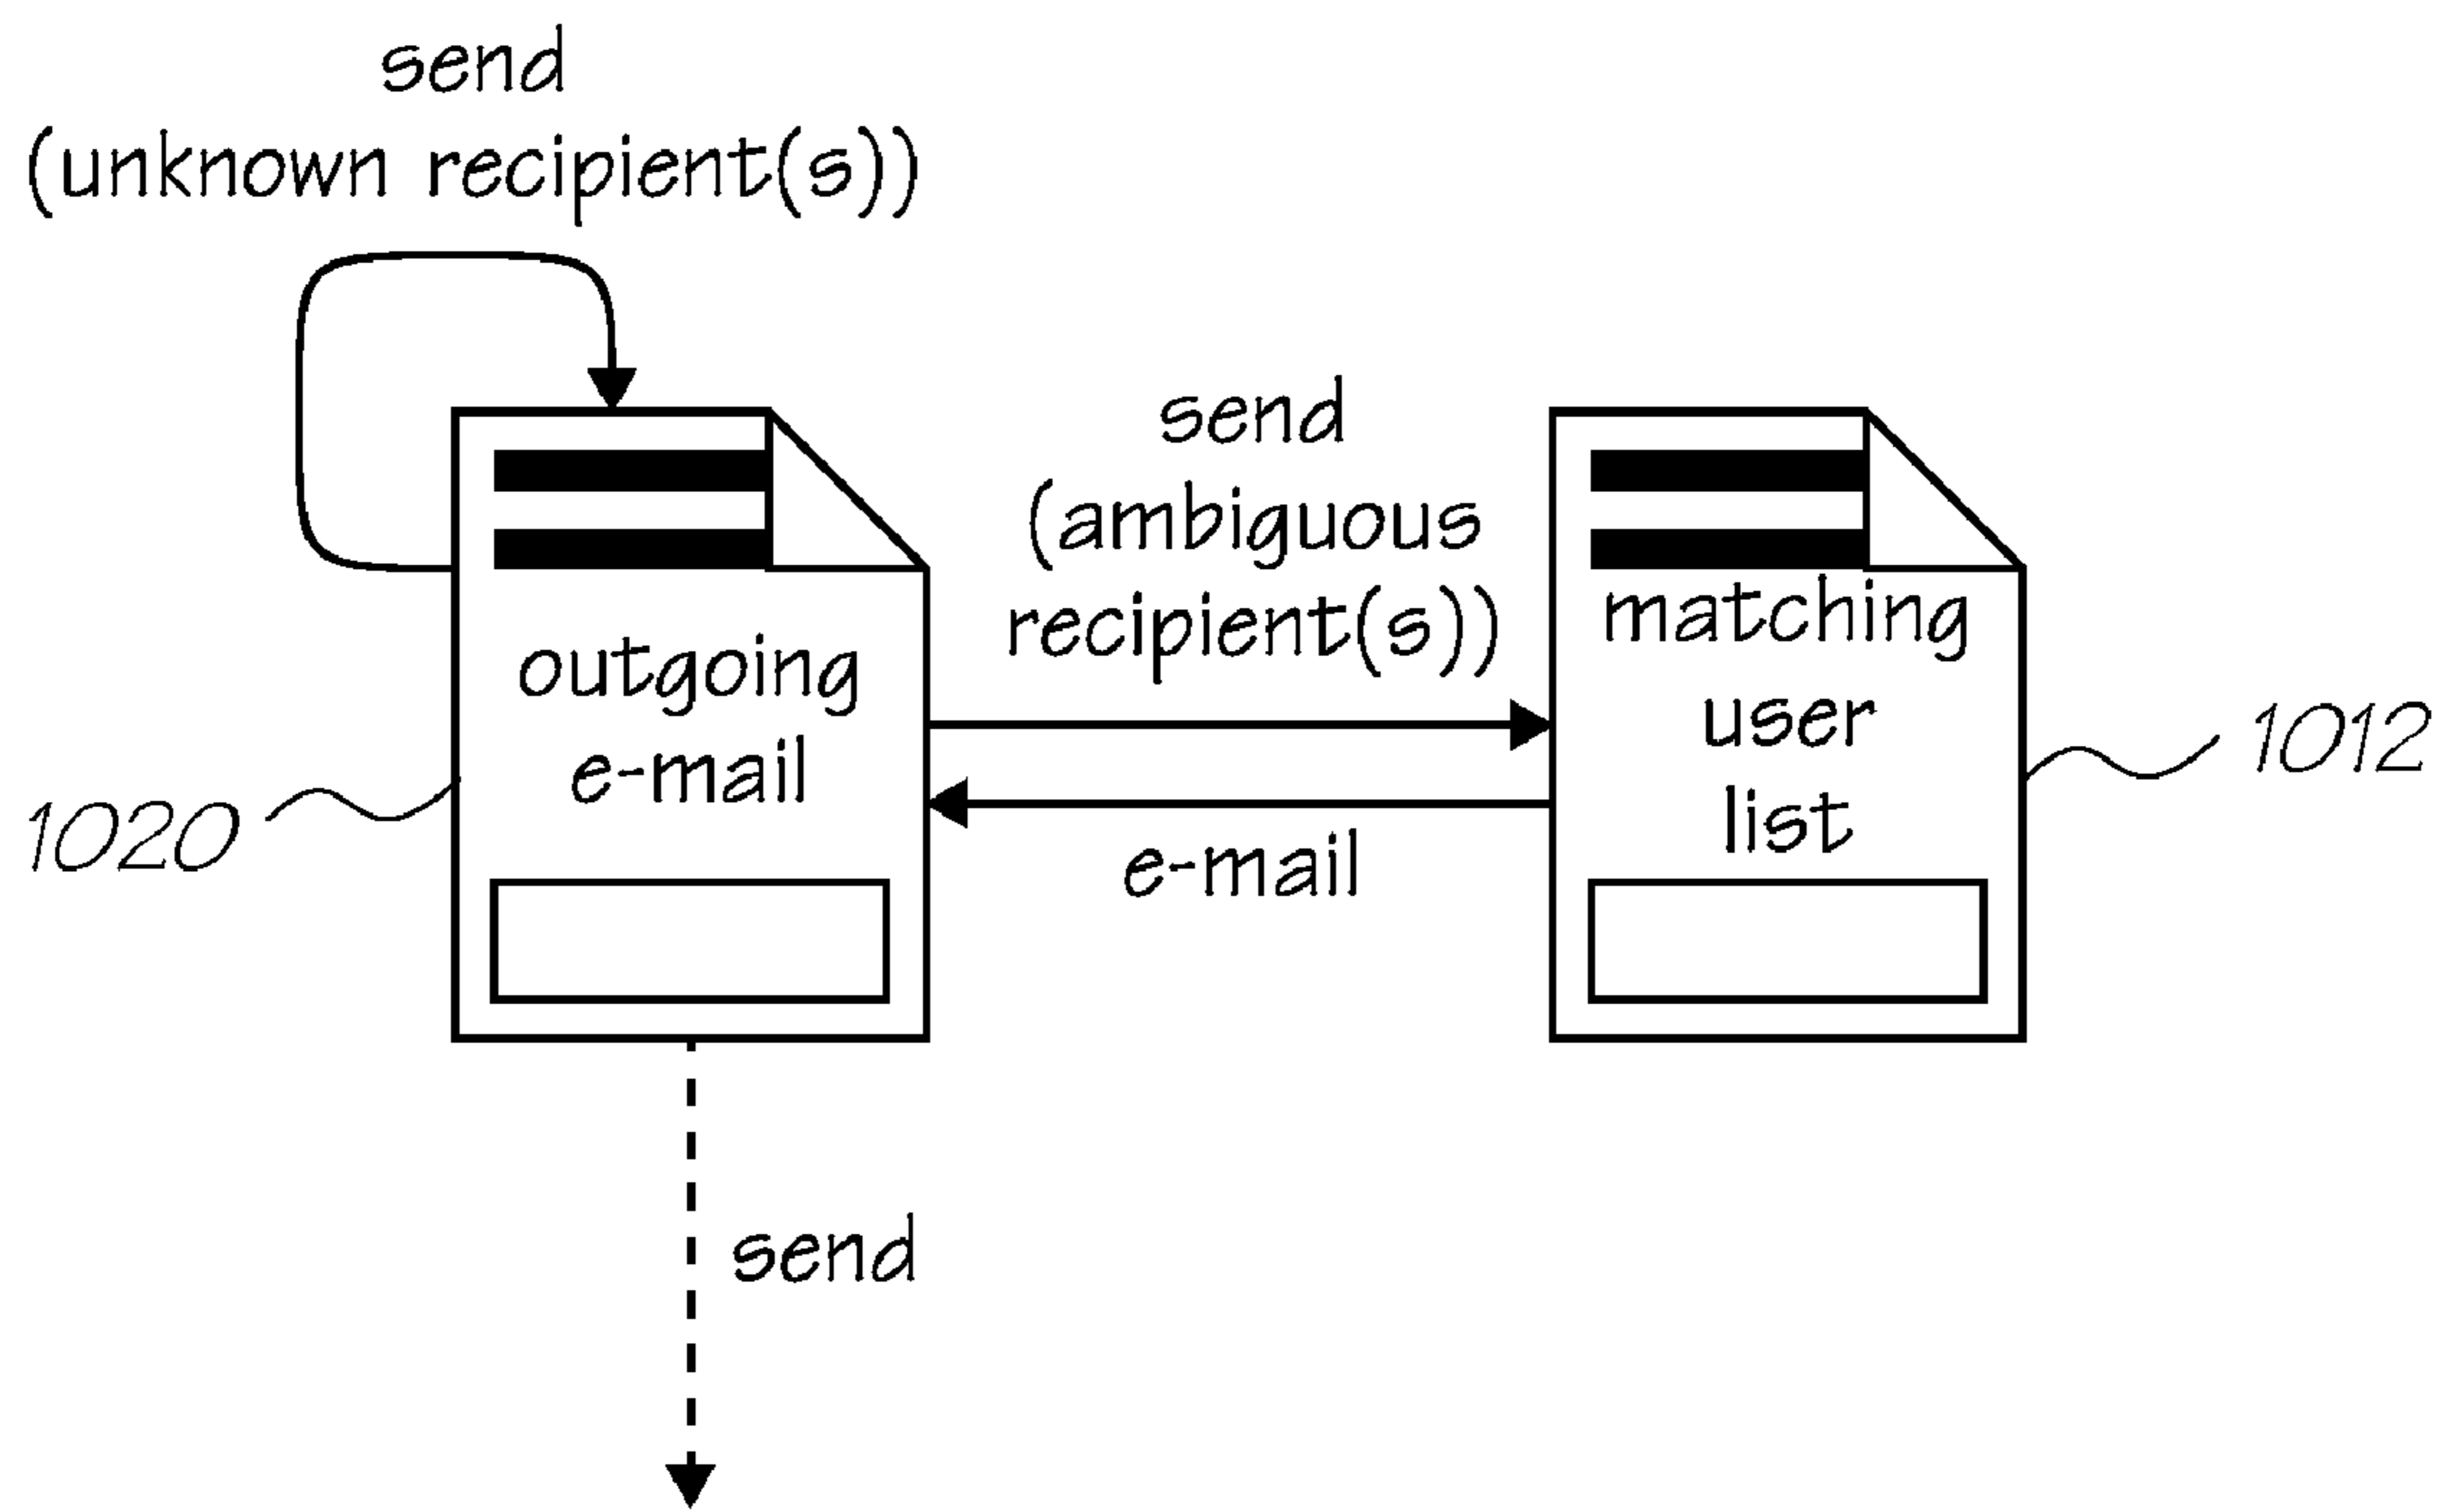 send
(unknown recipient(s))
send
(ambiguous
recipient(s))
outgoing
e-mail
matching
user
list
1012
1020
e-mail
send